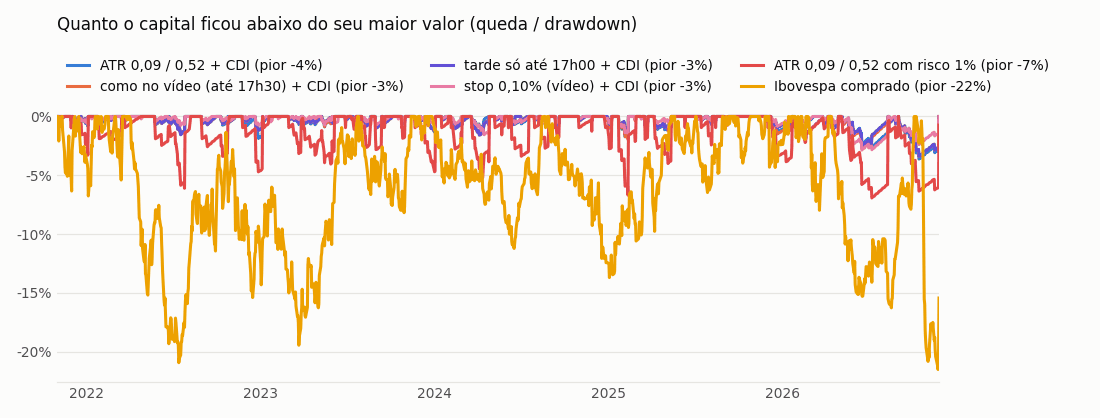 Quanto o capital ficou abaixo do seu maior valor (queda / drawdown)
ATR 0,09 / 0,52 + CDI (pior -4%)
tarde só até 17h00 + CDI (pior -3%)
ATR 0,09 / 0,52 com risco 1% (pior -7%)
como no vídeo (até 17h30) + CDI (pior -3%)
stop 0,10% (vídeo) + CDI (pior -3%)
Ibovespa comprado (pior -22%)
0%
-5%
-10%
-15%
-20%
2022
2023
2024
2025
2026